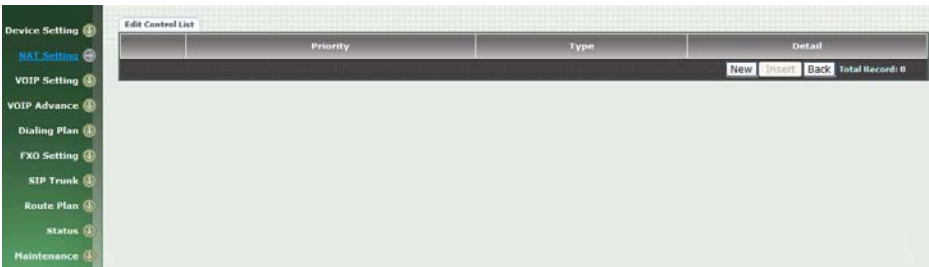 Device Setting
NAT Setting
VOIP Setting
VOIP Advance
Dialing Plan
FXO Setting
SIP Trunk
Route Plan
Status
Maintenance
Edit Control List
Priority Type Detail
New Insert Back Total Record: 0